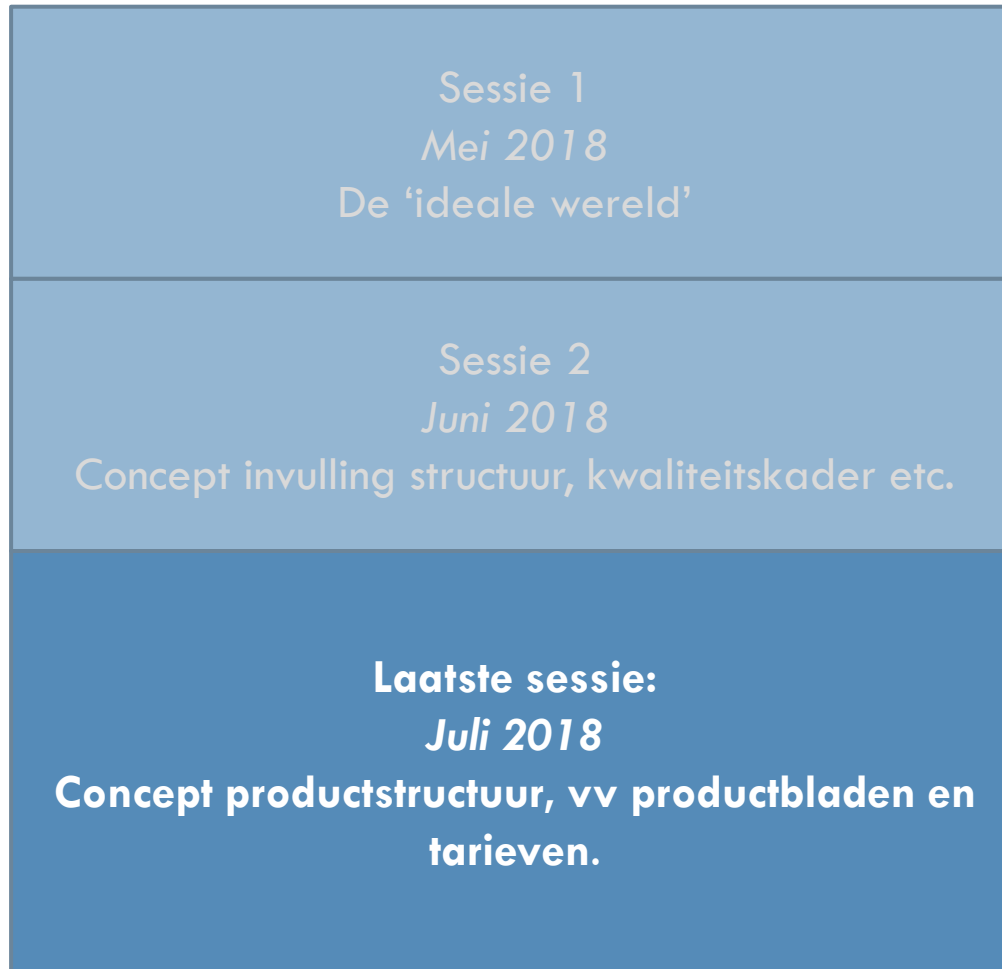 Sessie 1
Mei 2018
De ‘ideale wereld’
Sessie 2
Juni 2018
Concept invulling structuur, kwaliteitskader etc.
Laatste sessie:
Juli 2018
Concept productstructuur, vv productbladen en
tarieven.